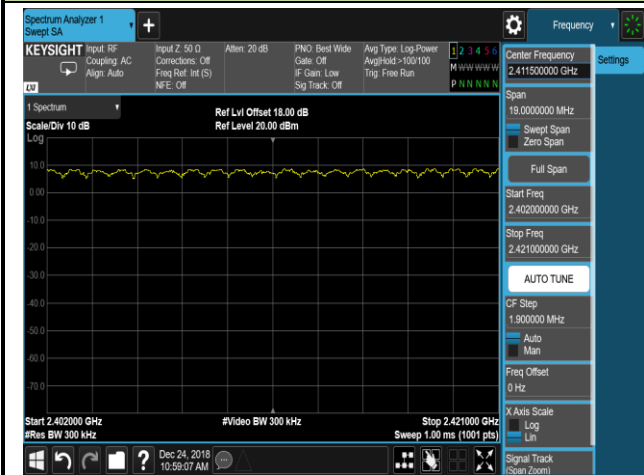 Spectrum Analyzer 1
Swept SA
+
Frequency
KEYSIGHT
Input: RF
Coupling: AC
Align: Auto
Input Z: 50 Ω
Corrections: Off
Freq Ref: Int (S)
NFE: Off
Atten: 20 dB
PNO: Best Wide
Gate: Off
IF Gain: Low
Sig Track: Off
Avg Type: Log-Power
Avg|Hold:>100/100
Trig: Free Run
1 2 3 4 5 6
M W W W W W
P N N N N N
LXI
1 Spectrum
Scale/Div 10 dB
Ref Lvl Offset 18.00 dB
Ref Level 20.00 dBm
Log
10.0
0.00
-10.0
-20.0
-30.0
-40.0
-50.0
-60.0
-70.0
Start 2.402000 GHz
#Res BW 300 kHz
#Video BW 300 kHz
Stop 2.421000 GHz
Sweep 1.00 ms (1001 pts)
Center Frequency
2.411500000 GHz
Settings
Span
19.0000000 MHz
Swept Span
Zero Span
Full Span
Start Freq
2.402000000 GHz
Stop Freq
2.421000000 GHz
AUTO TUNE
CF Step
1.900000 MHz
Auto
Man
Freq Offset
0 Hz
X Axis Scale
Log
Lin
Signal Track
(Span Zoom)
?
Dec 24, 2018
10:59:07 AM